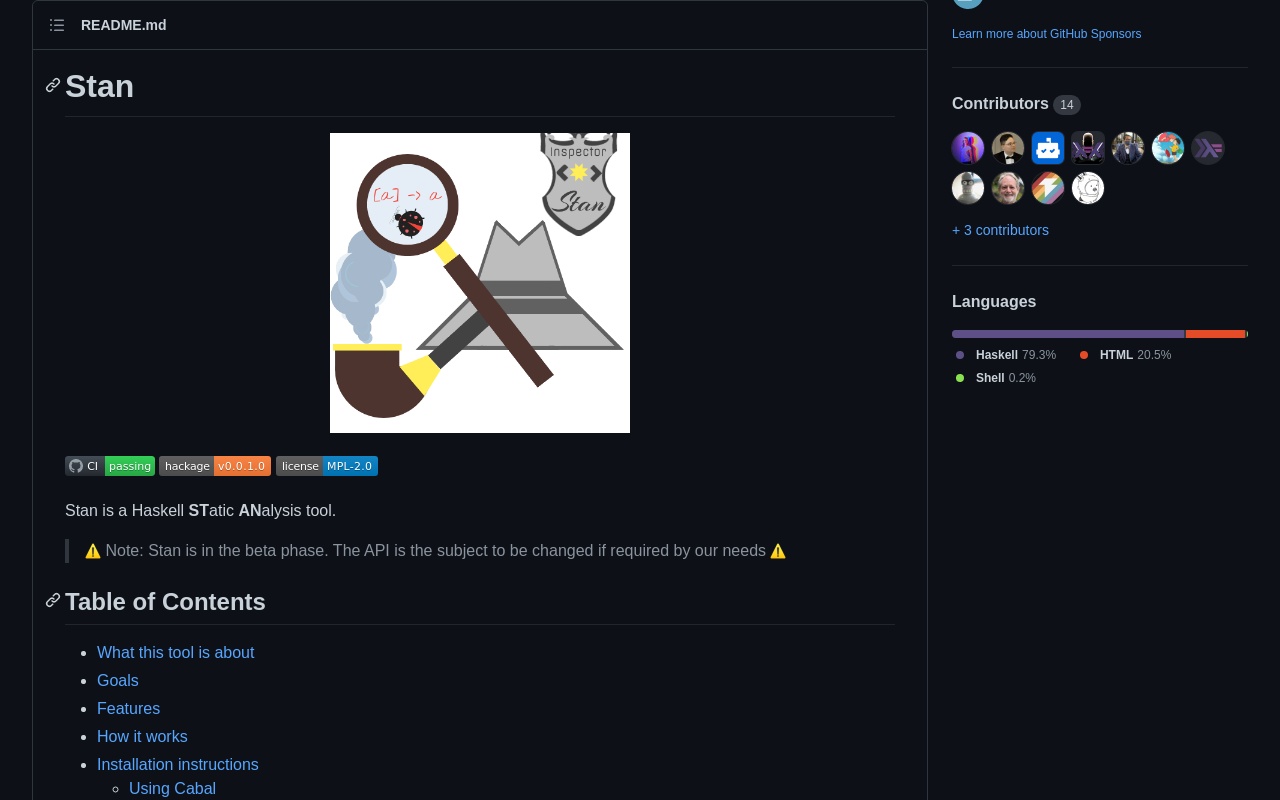 README.md
Stan
[a] -> a
Inspector
Stan
CI passing hackage v0.0.1.0 license MPL-2.0
Stan is a Haskell STatic ANalysis tool.
⚠️ Note: Stan is in the beta phase. The API is the subject to be changed if required by our needs ⚠️
Table of Contents
What this tool is about
Goals
Features
How it works
Installation instructions
Using Cabal
Learn more about GitHub Sponsors
Contributors 14
+ 3 contributors
Languages
Haskell 79.3% HTML 20.5%
Shell 0.2%